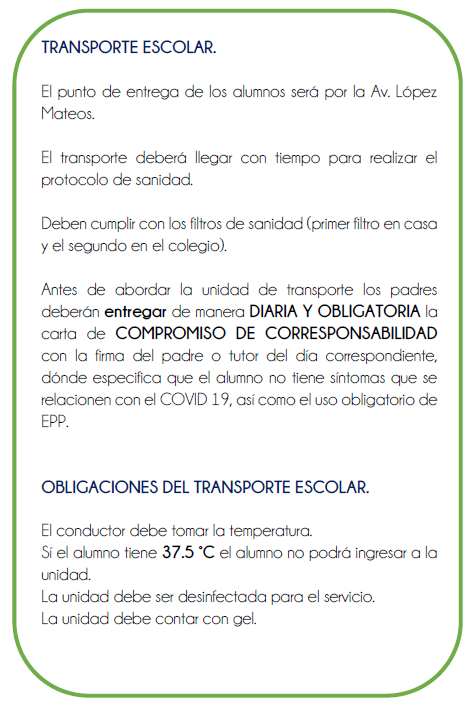 TRANSPORTE ESCOLAR.
El punto de entrega de los alumnos será por la Av. López
Mateos.
El transporte deberá llegar con tiempo para realizar el
protocolo de sanidad.
Deben cumplir con los filtros de sanidad (primer filtro en casa
y el segundo en el colegio).
Antes de abordar la unidad de transporte los padres
deberán entregar de manera DIARIA Y OBLIGATORIA la
carta de COMPROMISO DE CORRESPONSABILIDAD
con la firma del padre o tutor del día correspondiente,
dónde especifica que el alumno no tiene síntomas que se
relacionen con el COVID 19, así como el uso obligatorio de
EPP.
OBLIGACIONES DEL TRANSPORTE ESCOLAR.
El conductor debe tomar la temperatura.
Sí el alumno tiene 37.5 °C el alumno no podrá ingresar a la
unidad.
La unidad debe ser desinfectada para el servicio.
La unidad debe contar con gel.